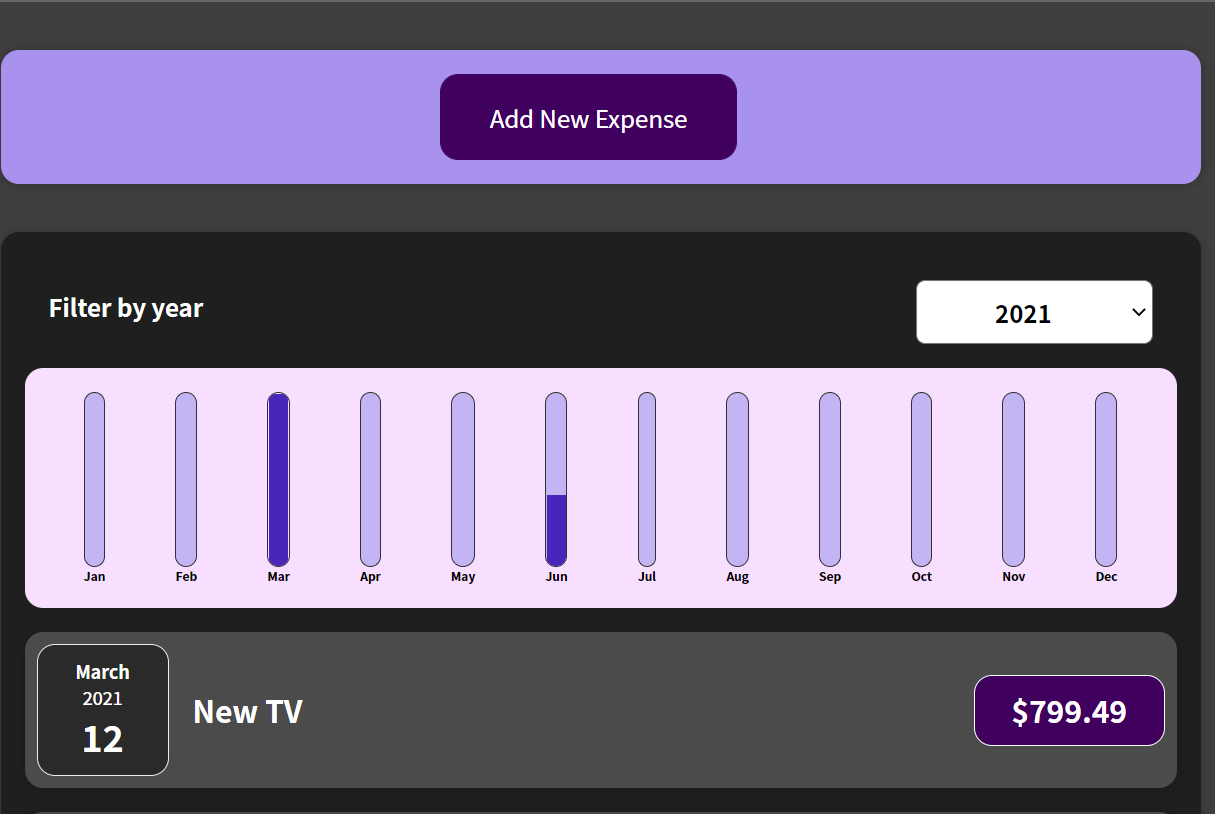 Add New Expense
Filter by year
2021
Jan Feb Mar Apr May Jun Jul Aug Sep Oct Nov Dec
March
2021
12
New TV
$799.49